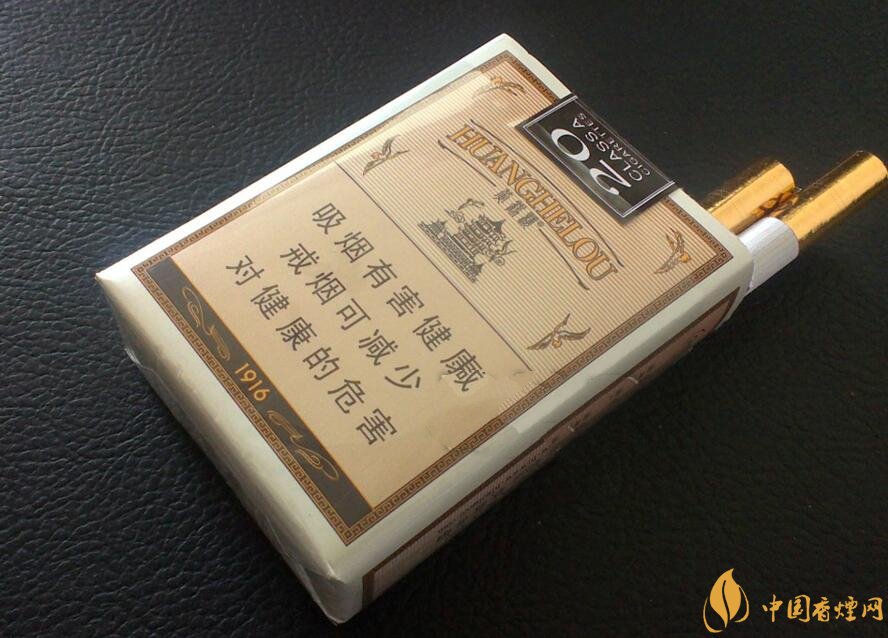 20
CLASS A
CIGARETTES
HUANGHELOU
黄鹤楼
吸烟有害健康
戒烟可减少
对健康的危害
1916
中国香煙网